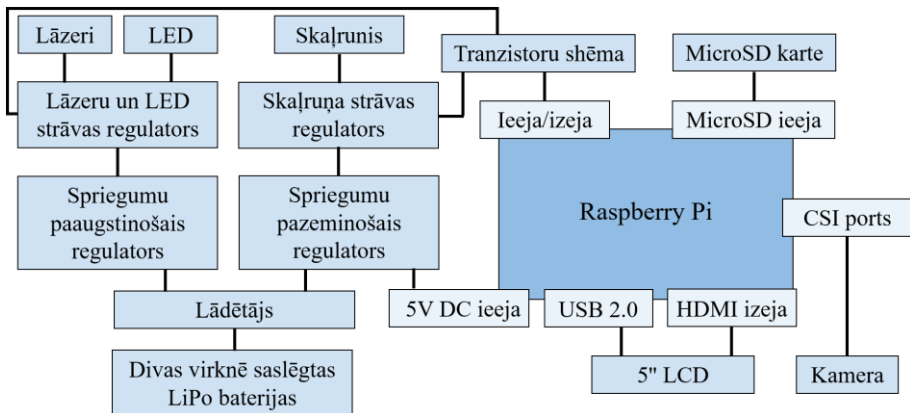 Lāzeri
LED
Skaļrunis
Tranzistoru shēma
MicroSD karte
Lāzeru un LED
strāvas regulators
Skaļruņa strāvas
regulators
Ieeja/izeja
MicroSD ieeja
Spriegumu
paaugstinošais
regulators
Spriegumu
pazeminošais
regulators
Raspberry Pi
CSI ports
Lādētājs
5V DC ieeja
USB 2.0
HDMI izeja
Divas virknē saslēgtas
LiPo baterijas
5" LCD
Kamera